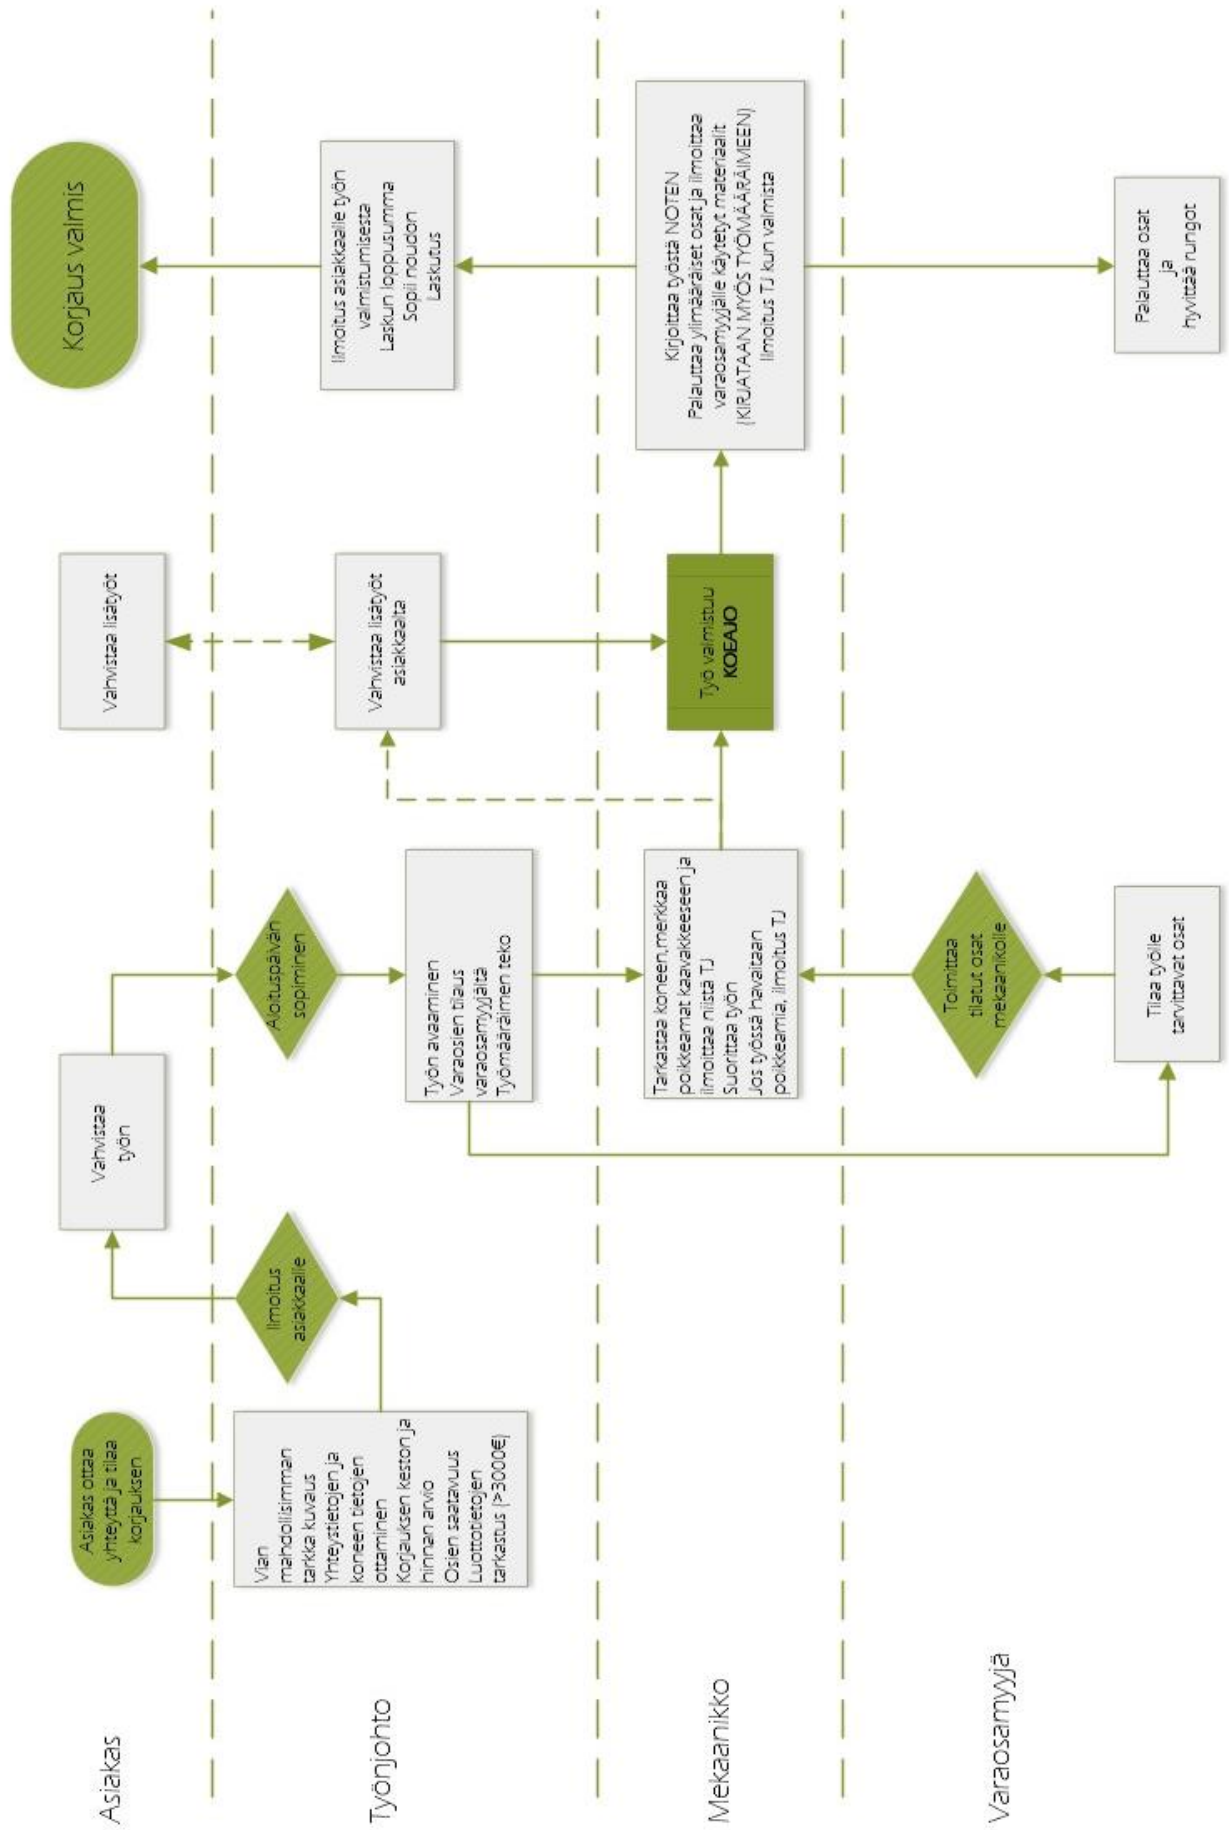 Asiakas
Asiakas ottaa
yhteyttä ja tilaa
korjauksen
Vahvistaa
työn
Vahvistaa lisätyöt
Korjaus valmis
Työnjohto
Vian
mahdollisimman
tarkka kuvaus
Yhteystietojen ja
koneen tietojen
ottaminen
Korjauksen keston ja
hinnan arvio
Osien saatavuus
Luottotietojen
tarkastus (>3000€)
Ilmoitus
asiakkaalle
Aloituspäivän
sopiminen
Työn avaaminen
Varaosien tilaus
varaosamyyjältä
Työmääräimen teko
Vahvistaa lisätyöt
asiakkaalta
Ilmoitus asiakkaalle työn
valmistumisesta
Laskun loppusumma
Sopii noudon
Laskutus
Mekaanikko
Tarkastaa koneen,merkkaa
poikkeamat kaavakkeeseen ja
ilmoittaa niistä TJ
Suorittaa työn
Jos työssä havaitaan
poikkeamia, ilmoitus TJ
Työ valmistuu
KOEAJO
Kirjoittaa työstä NOTEN
Palauttaa ylimääräiset osat ja ilmoittaa
varaosamyyjälle käytetyt materiaalit
(KIRJATAAN MYÖS TYÖMÄÄRÄIMEEN)
Ilmoitus TJ kun valmista
Varaosamyyjä
Toimittaa
tilatut osat
mekaanikolle
Tilaa työlle
tarvittavat osat
Palauttaa osat
ja
hyvittää rungot